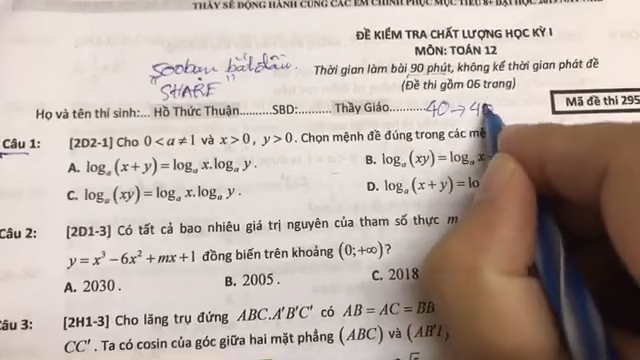 THẦY SẼ ĐỒNG HÀNH CÙNG CÁC EM CHINH PHỤC MỤC TIÊU 8+ ĐẠI HỌC
ĐỀ KIỂM TRA CHẤT LƯỢNG HỌC KỲ I
MÔN: TOÁN 12
Thời gian làm bài 90 phút, không kể thời gian phát đề
(Đề thi gồm 06 trang)
bắt đầu.
SHARE
Họ và tên thí sinh:... Hồ Thức Thuận..........SBD:.......... Thầy Giáo.......... 40 → 40
Mã đề thi 295
Câu 1: [2D2-1] Cho 0 < a ≠ 1 và x > 0, y > 0. Chọn mệnh đề đúng trong các
A. logₐ(x+y) = logₐ x.logₐ y.
B. logₐ(xy) = logₐ x
C. logₐ(xy) = logₐ x.logₐ y.
D. logₐ(x+y) = lo
Câu 2: [2D1-3] Có tất cả bao nhiêu giá trị nguyên của tham số thực m
y = x³ − 6x² + mx + 1 đồng biến trên khoảng (0;+∞)?
A. 2030. B. 2005. C. 2018
Câu 3: [2H1-3] Cho lăng trụ đứng ABC.A'B'C' có AB = AC = BB
CC'. Ta có cosin của góc giữa hai mặt phẳng (ABC) và (AB'I)